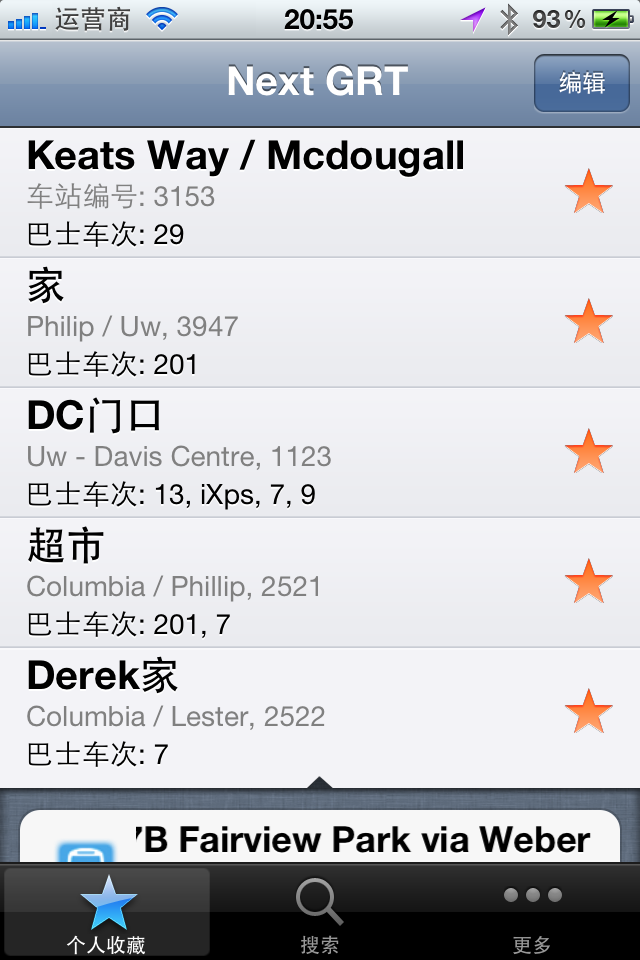 运营商 20:55 93%
Next GRT 编辑
Keats Way / Mcdougall
车站编号: 3153
巴士车次: 29
家
Philip / Uw, 3947
巴士车次: 201
DC门口
Uw - Davis Centre, 1123
巴士车次: 13, iXps, 7, 9
超市
Columbia / Phillip, 2521
巴士车次: 201, 7
Derek家
Columbia / Lester, 2522
巴士车次: 7
7B Fairview Park via Weber
个人收藏 搜索 更多